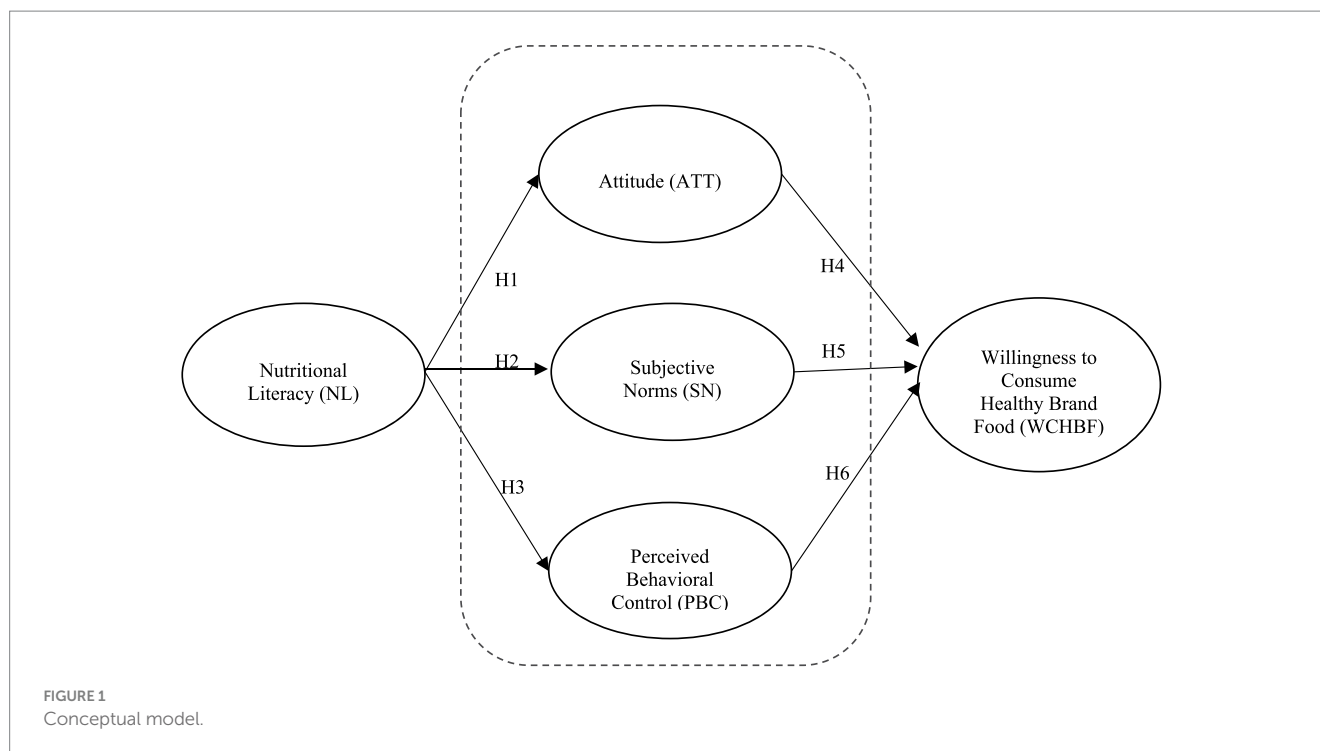 Attitude (ATT)
H1
H4
Nutritional
Literacy (NL)
H2
Subjective
Norms (SN)
H5
Willingness to
Consume
Healthy Brand
Food (WCHBF)
H3
H6
Perceived
Behavioral
Control (PBC)
FIGURE 1
Conceptual model.